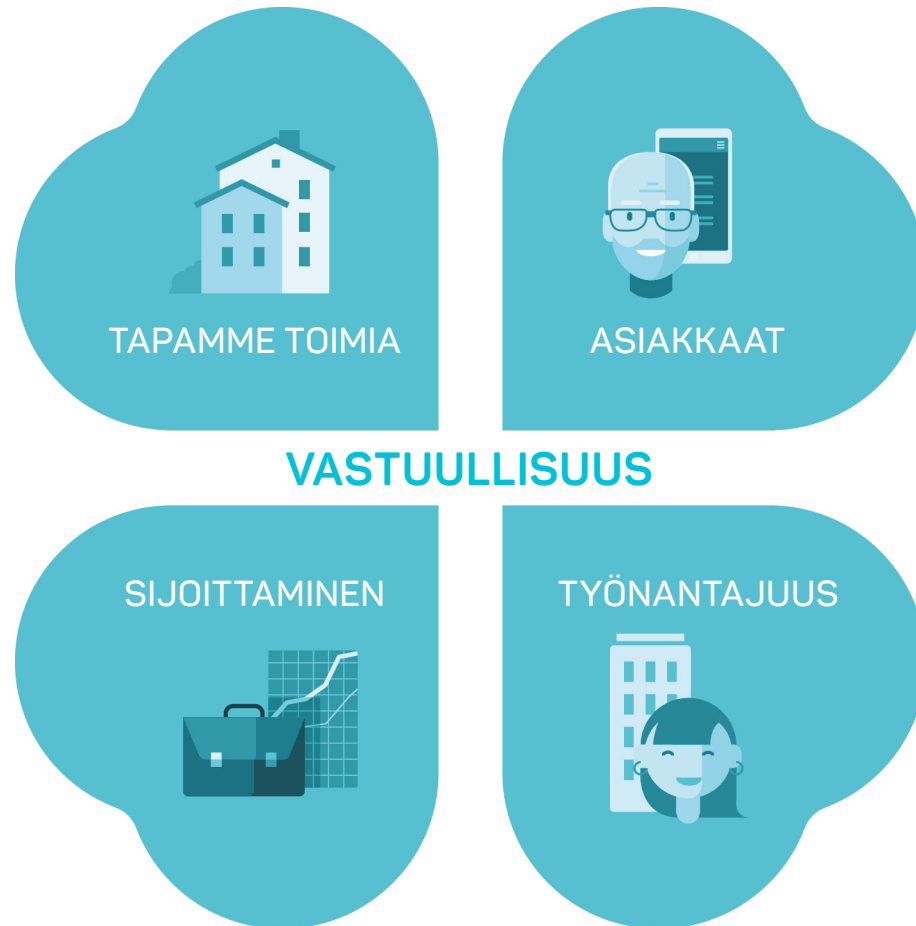 TAPAMME TOIMIA
ASIAKKAAT
VASTUULLISUUS
SIJOITTAMINEN
TYÖNANTAJUUS